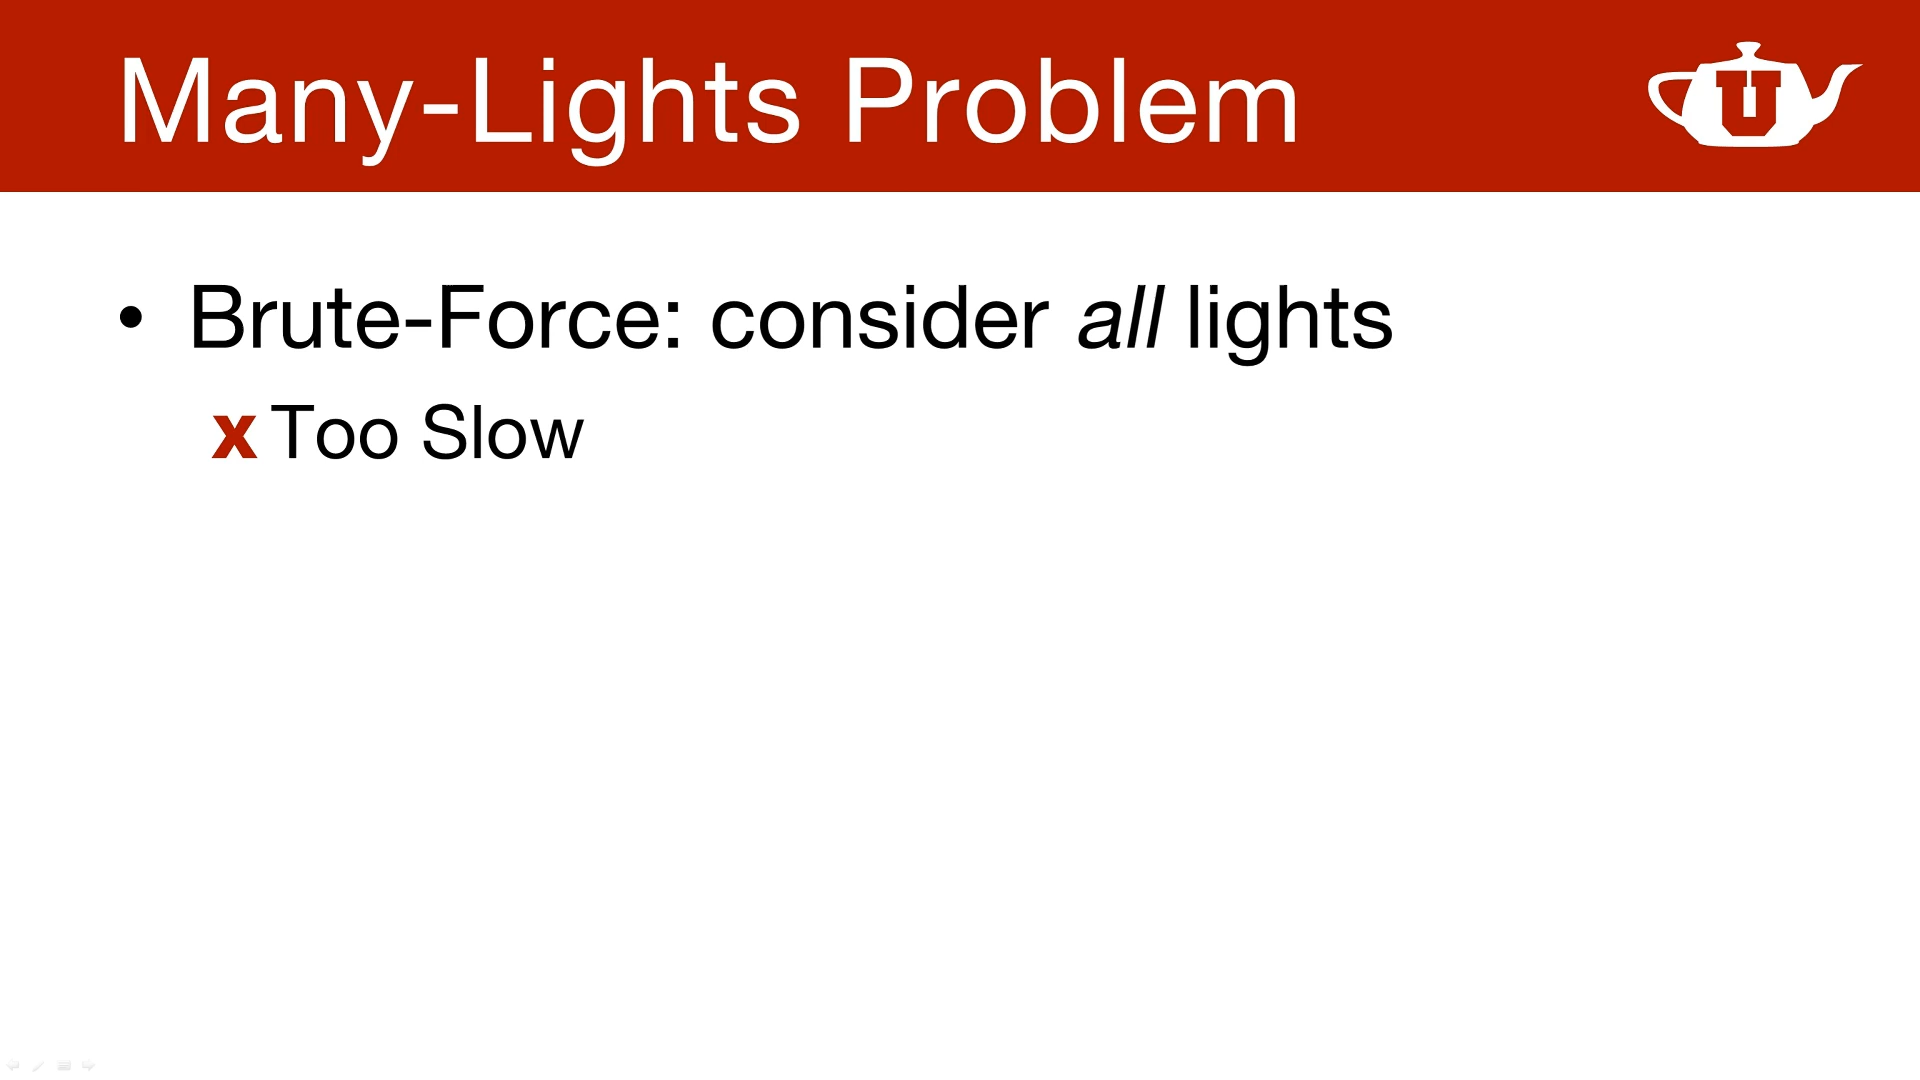 Many-Lights Problem
U
• Brute-Force: consider all lights
x Too Slow